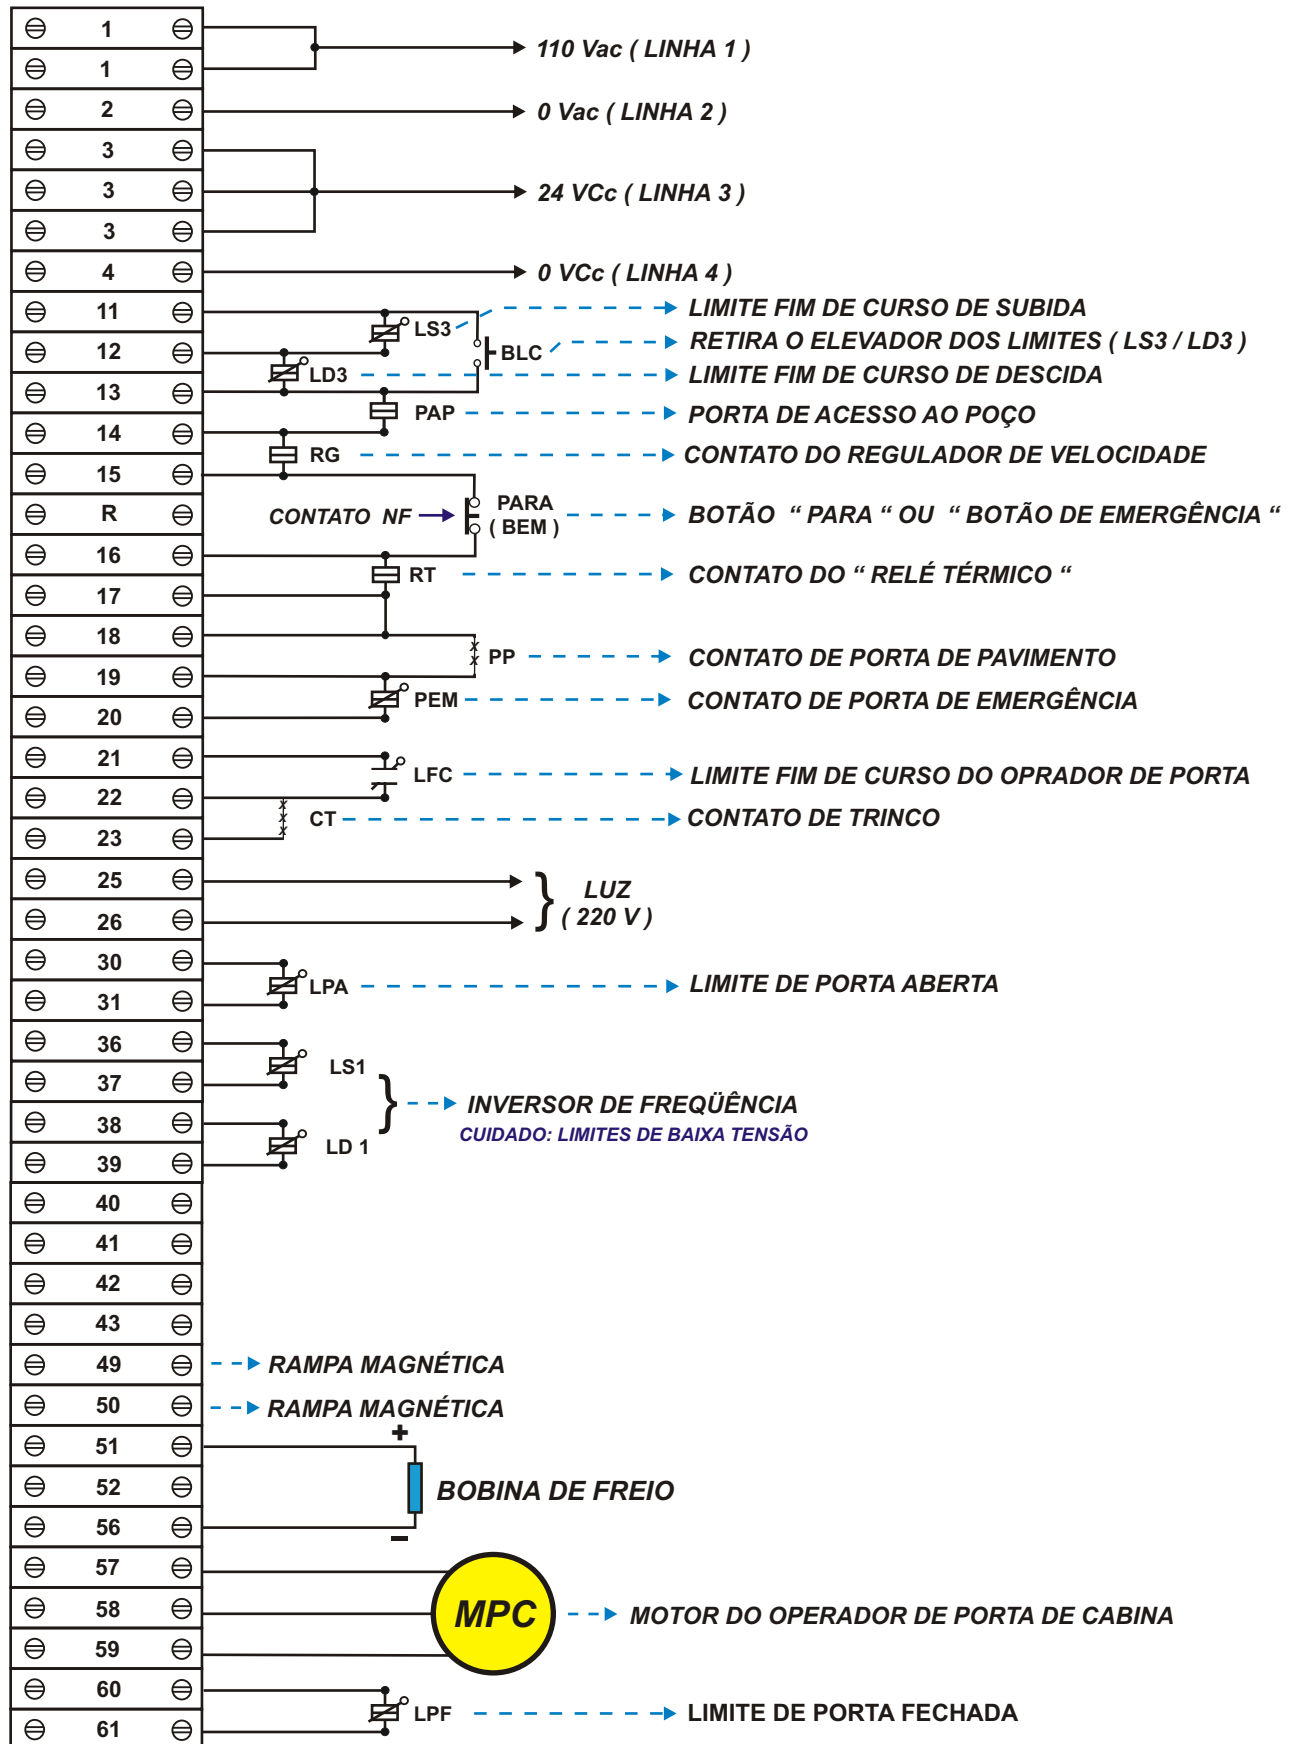 1
1
110 Vac ( LINHA 1 )
2
0 Vac ( LINHA 2 )
3
3
24 VCc ( LINHA 3 )
3
4
0 VCc ( LINHA 4 )
11
LS3
LIMITE FIM DE CURSO DE SUBIDA
12
BLC
RETIRA O ELEVADOR DOS LIMITES ( LS3 / LD3 )
LD3
LIMITE FIM DE CURSO DE DESCIDA
13
PAP
PORTA DE ACESSO AO POÇO
14
RG
CONTATO DO REGULADOR DE VELOCIDADE
15
R
CONTATO NF
PARA
( BEM )
BOTÃO “ PARA “ OU “ BOTÃO DE EMERGÊNCIA “
16
RT
CONTATO DO “ RELÉ TÉRMICO “
17
18
PP
CONTATO DE PORTA DE PAVIMENTO
19
PEM
CONTATO DE PORTA DE EMERGÊNCIA
20
21
LFC
LIMITE FIM DE CURSO DO OPRADOR DE PORTA
22
CT
CONTATO DE TRINCO
23
25
LUZ
( 220 V )
26
30
LPA
LIMITE DE PORTA ABERTA
31
36
LS1
37
INVERSOR DE FREQÜÊNCIA
CUIDADO: LIMITES DE BAIXA TENSÃO
38
LD 1
39
40
41
42
43
49
RAMPA MAGNÉTICA
50
RAMPA MAGNÉTICA
51
+
52
BOBINA DE FREIO
56
–
57
58
MPC
MOTOR DO OPERADOR DE PORTA DE CABINA
59
60
LPF
LIMITE DE PORTA FECHADA
61